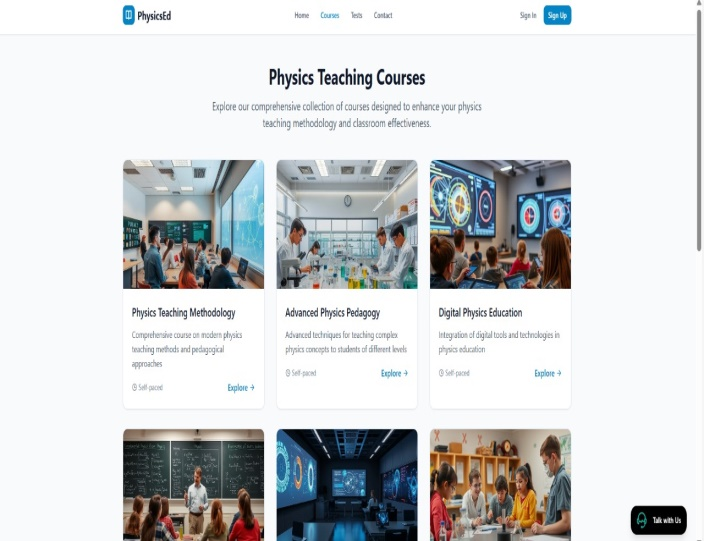 PhysicsEd
Home
Courses
Tests
Contact
Sign In
Sign Up
Physics Teaching Courses
Explore our comprehensive collection of courses designed to enhance your physics
teaching methodology and classroom effectiveness.
Physics Teaching Methodology
Comprehensive course on modern physics
teaching methods and pedagogical
approaches
Self-paced
Explore →
Advanced Physics Pedagogy
Advanced techniques for teaching complex
physics concepts to students of different levels
Self-paced
Explore →
Digital Physics Education
Integration of digital tools and technologies in
physics education
Self-paced
Explore →
Talk with Us